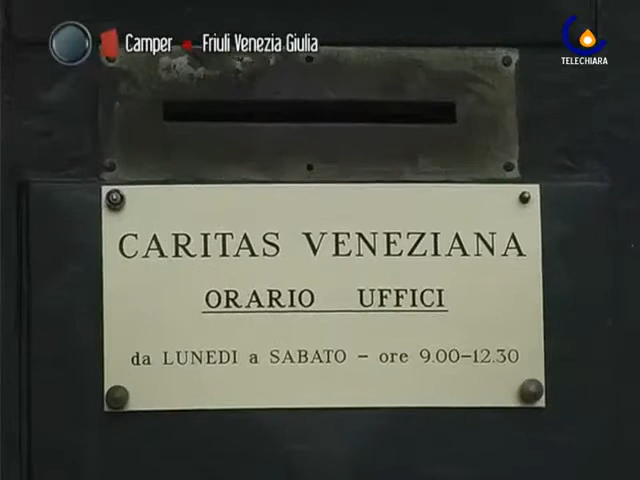 Camper Friuli Venezia Giulia
TELECHIARA
CARITAS VENEZIANA
ORARIO UFFICI
da LUNEDI a SABATO – ore 9.00–12.30